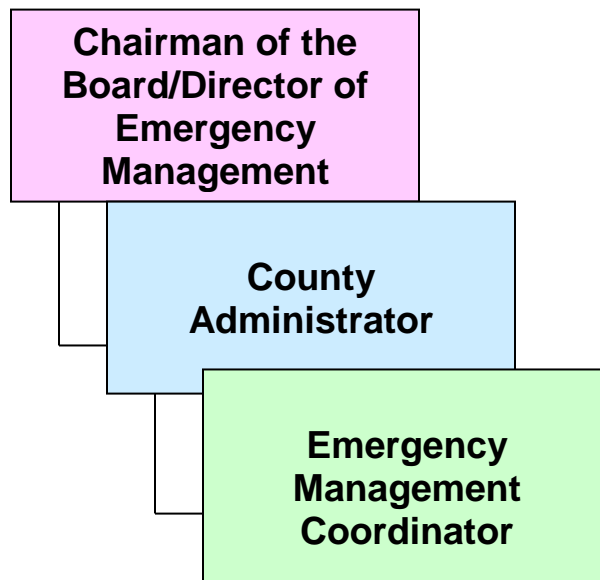 Chairman of the
Board/Director of
Emergency
Management
County
Administrator
Emergency
Management
Coordinator